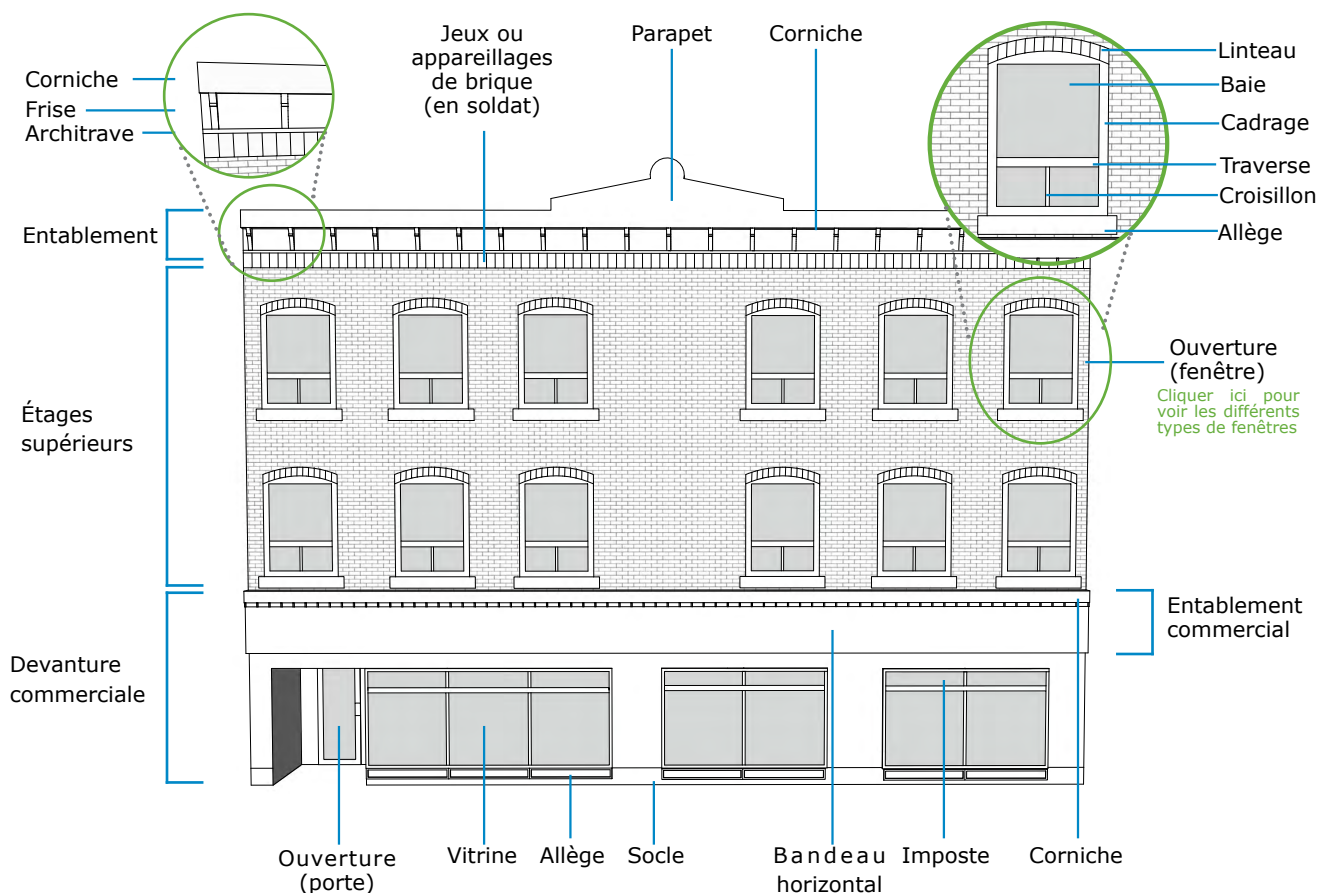 Jeux ou
appareillages
de brique
(en soldat)
Parapet
Corniche
Corniche
Frise
Architrave
Linteau
Baie
Cadrage
Traverse
Croisillon
Allège
Entablement
Ouverture
(fenêtre)
Cliquer ici pour
voir les différents
types de fenêtres
Étages
supérieurs
Entablement
commercial
Devanture
commerciale
Ouverture
(porte)
Vitrine
Allège
Socle
Bandeau
horizontal
Imposte
Corniche